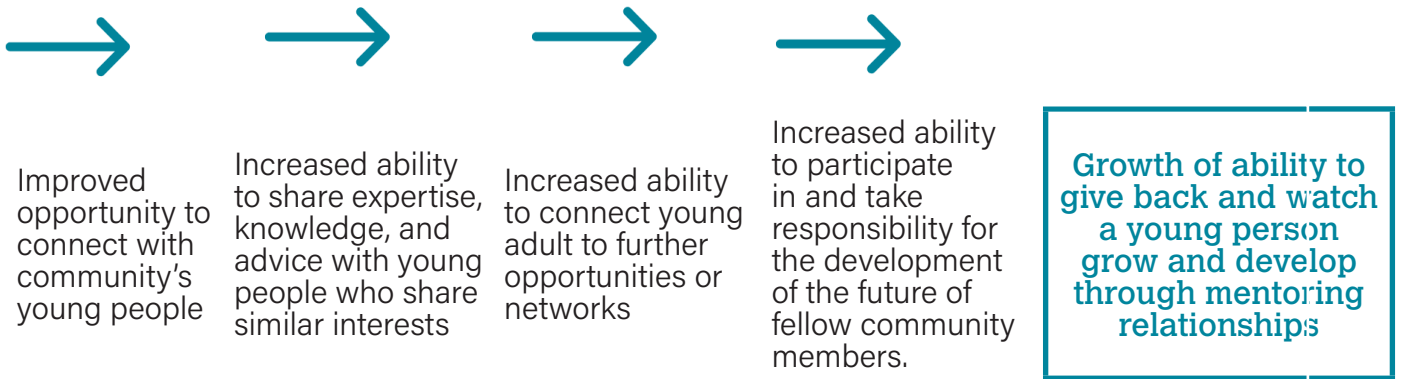 Improved
opportunity to
connect with
community's
young people
Increased ability
to share expertise,
knowledge, and
advice with young
people who share
similar interests
Increased ability
to connect young
adult to further
opportunities or
networks
Increased ability
to participate
in and take
responsibility for
the development
of the future of
fellow community
members.
Growth of ability to
give back and watch
a young person
grow and develop
through mentoring
relationships